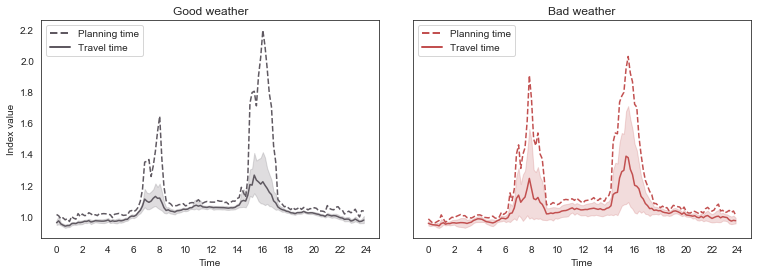 Good weather
Planning time
Travel time
2.2
2.0
1.8
1.6
1.4
1.2
1.0
Index value
0 2 4 6 8 10 12 14 16 18 20 22 24
Time
Bad weather
Planning time
Travel time
0 2 4 6 8 10 12 14 16 18 20 22 24
Time